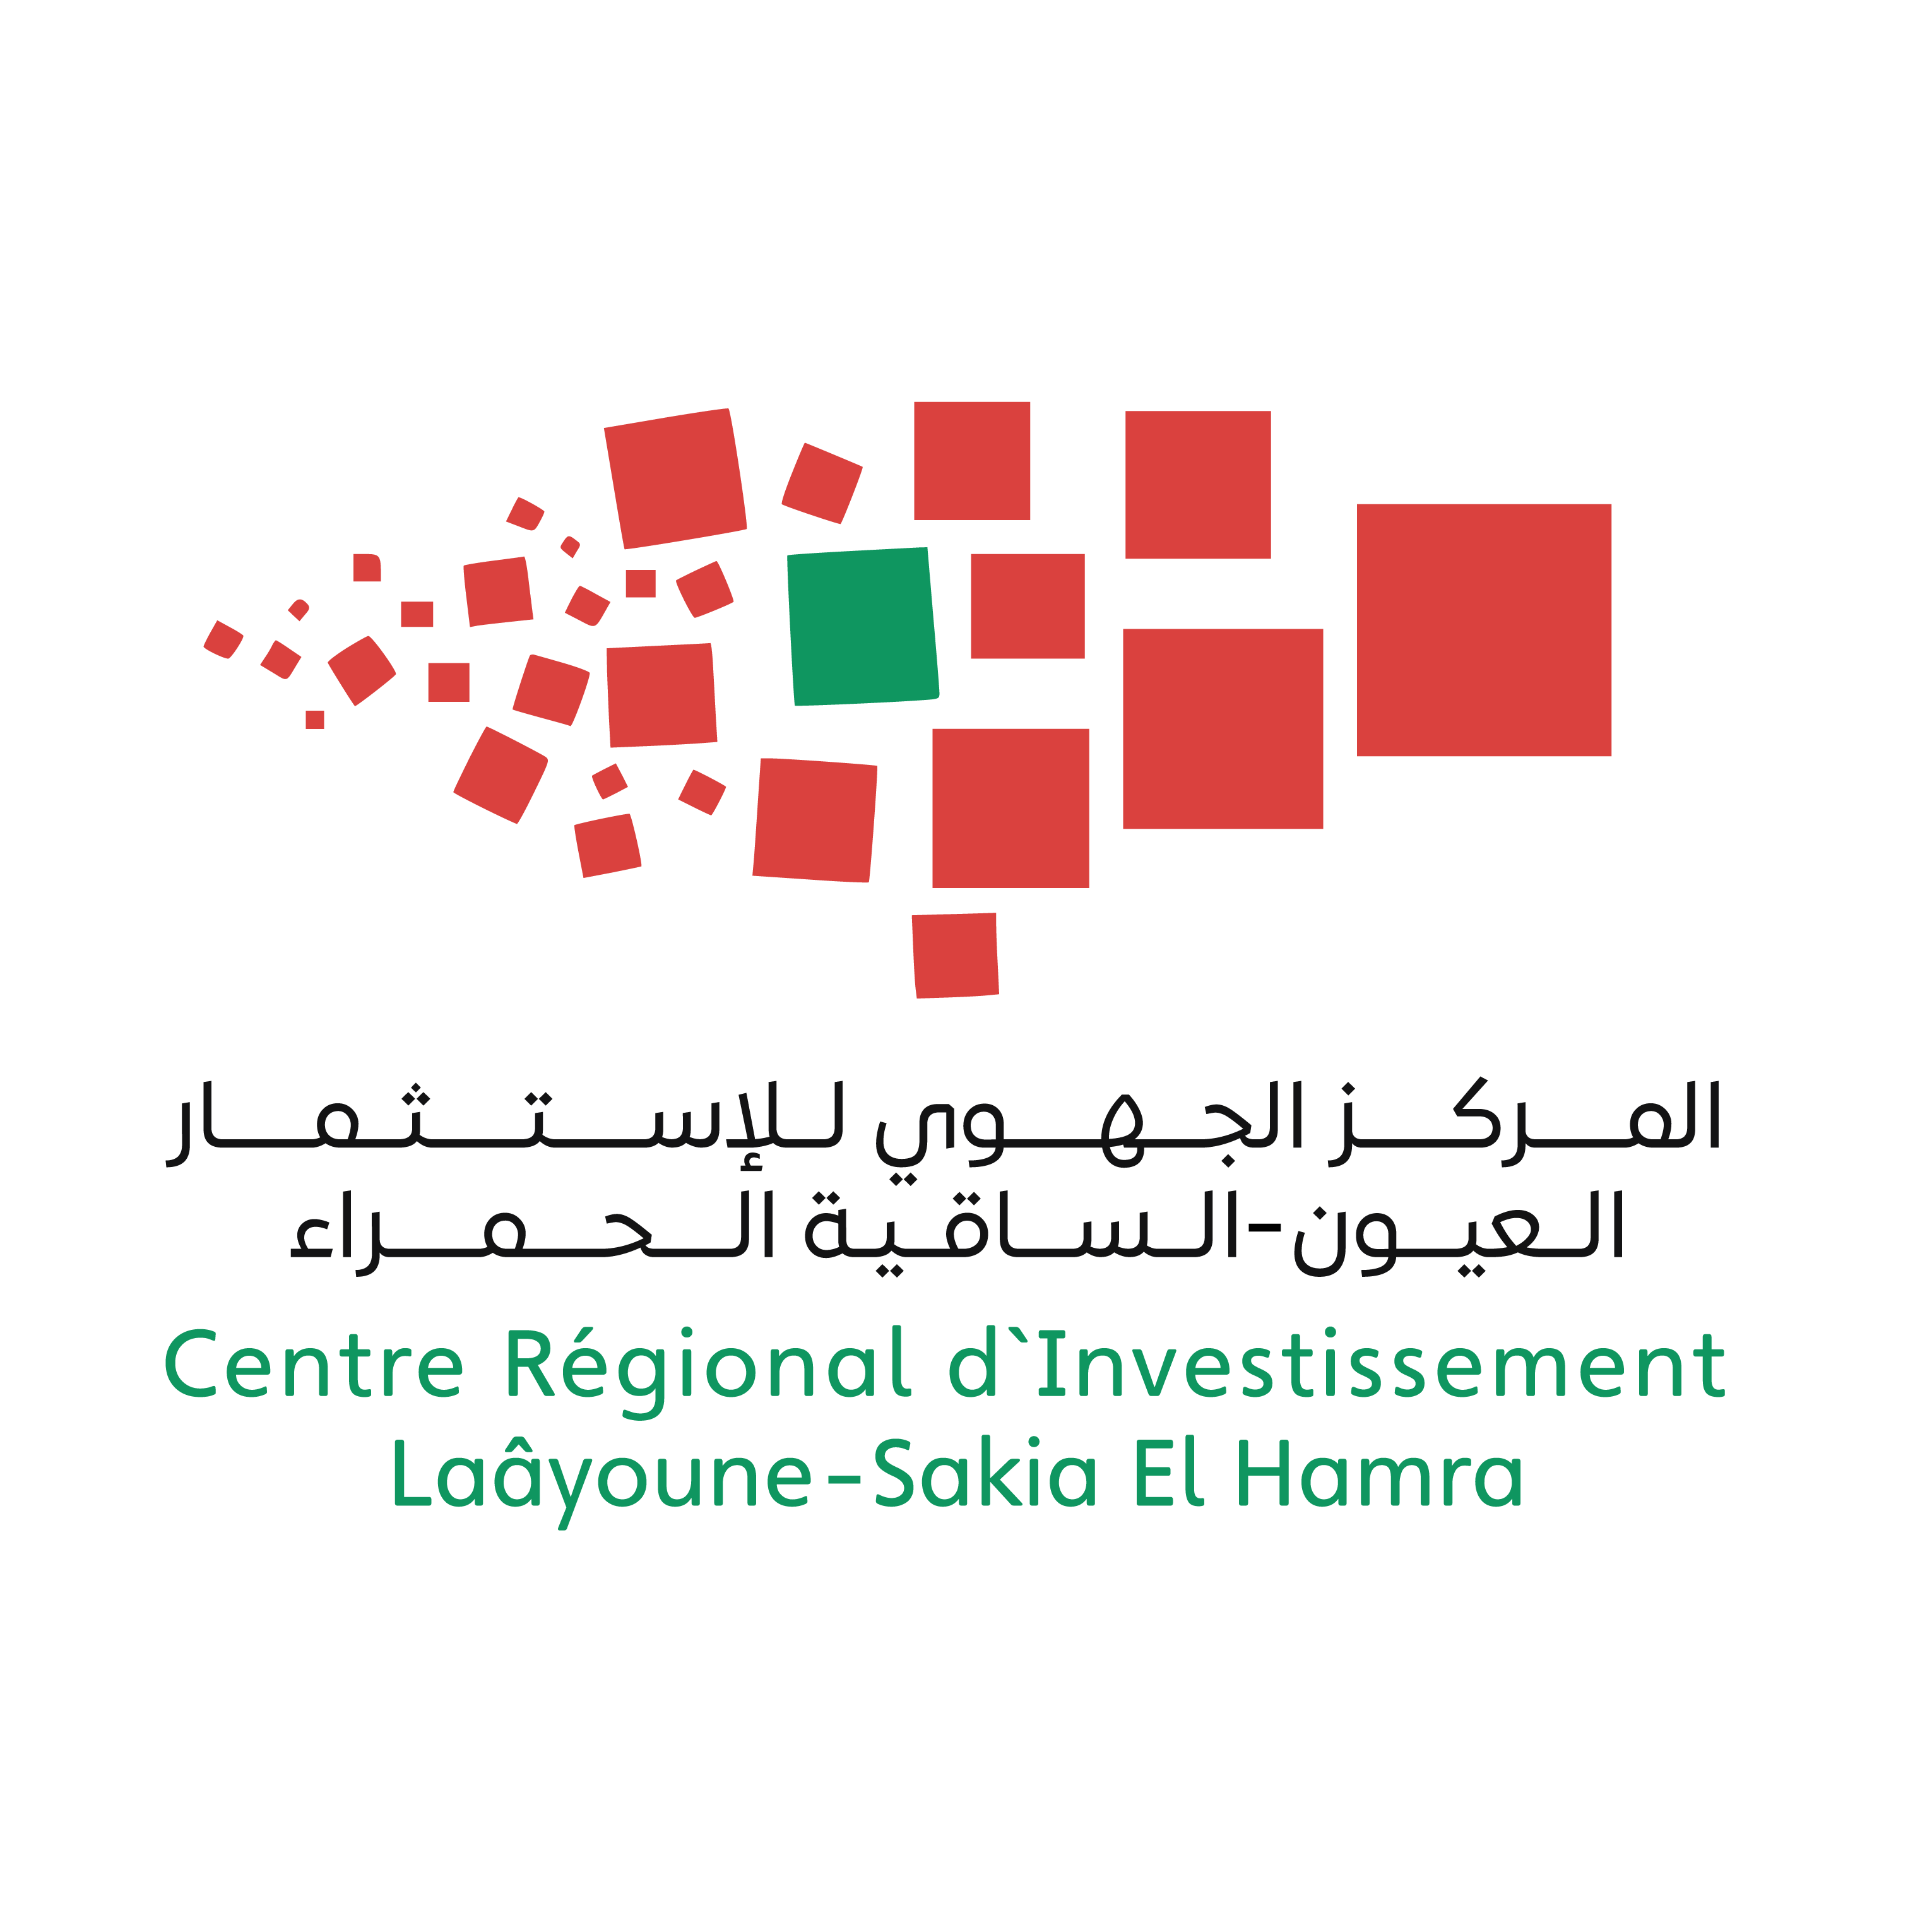 المركز الجهوي للإستثمار
العيون-الساقية الحمراء
Centre Régional d`Investissement
Laâyoune-Sakia El Hamra